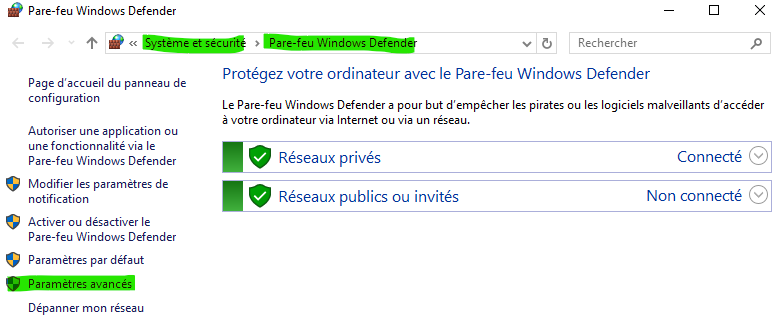 Pare-feu Windows Defender
« Système et sécurité > Pare-feu Windows Defender
Rechercher
Page d'accueil du panneau de
configuration
Autoriser une application ou
une fonctionnalité via le
Pare-feu Windows Defender
Modifier les paramètres de
notification
Activer ou désactiver le
Pare-feu Windows Defender
Paramètres par défaut
Paramètres avancés
Dépanner mon réseau
Protégez votre ordinateur avec le Pare-feu Windows Defender
Le Pare-feu Windows Defender a pour but d'empêcher les pirates ou les logiciels malveillants d'accéder
à votre ordinateur via Internet ou via un réseau.
Réseaux privés Connecté
Réseaux publics ou invités Non connecté